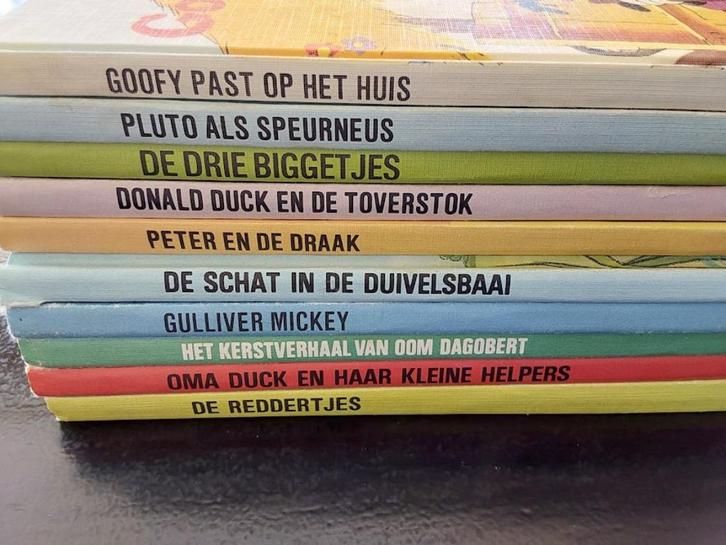 GOOFY PAST OP HET HUIS
PLUTO ALS SPEURNEUS
DE DRIE BIGGETJES
DONALD DUCK EN DE TOVERSTOK
PETER EN DE DRAAK
DE SCHAT IN DE DUIVELSBAAI
GULLIVER MICKEY
HET KERSTVERHAAL VAN OOM DAGOBERT
OMA DUCK EN HAAR KLEINE HELPERS
DE REDDERTJES